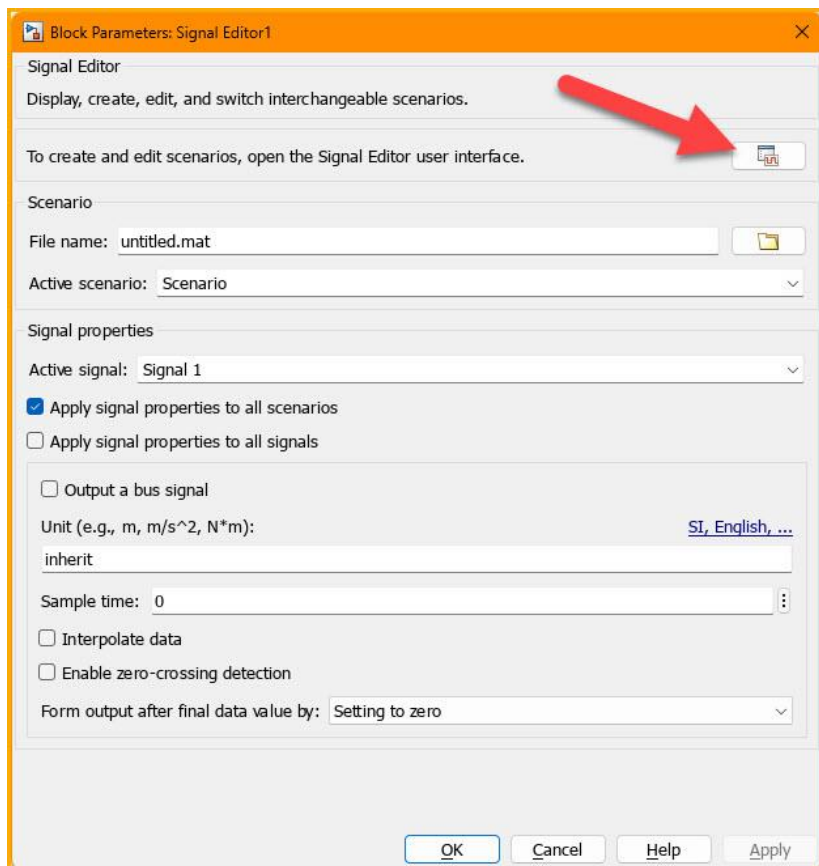 Block Parameters: Signal Editor1
Signal Editor
Display, create, edit, and switch interchangeable scenarios.
To create and edit scenarios, open the Signal Editor user interface.
Scenario
File name: untitled.mat
Active scenario: Scenario
Signal properties
Active signal: Signal 1
Apply signal properties to all scenarios
Apply signal properties to all signals
Output a bus signal
Unit (e.g., m, m/s^2, N*m): SI, English, ...
inherit
Sample time: 0
Interpolate data
Enable zero-crossing detection
Form output after final data value by: Setting to zero
OK Cancel Help Apply